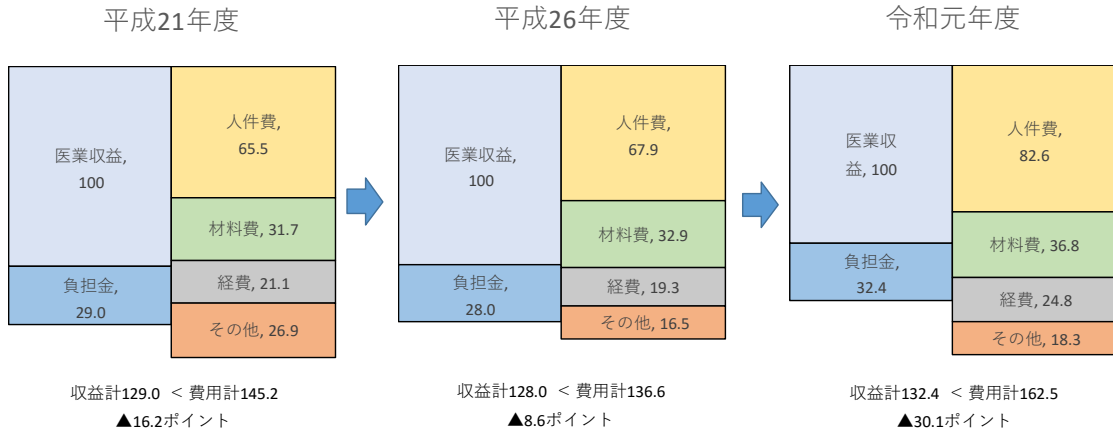 平成21年度
医業収益,
100
負担金,
29.0
人件費,
65.5
材料費, 31.7
経費, 21.1
その他, 26.9
収益計129.0 < 費用計145.2
▲16.2ポイント
平成26年度
医業収益,
100
負担金,
28.0
人件費,
67.9
材料費, 32.9
経費, 19.3
その他, 16.5
収益計128.0 < 費用計136.6
▲8.6ポイント
令和元年度
医業収
益, 100
負担金,
32.4
人件費,
82.6
材料費, 36.8
経費, 24.8
その他, 18.3
収益計132.4 < 費用計162.5
▲30.1ポイント